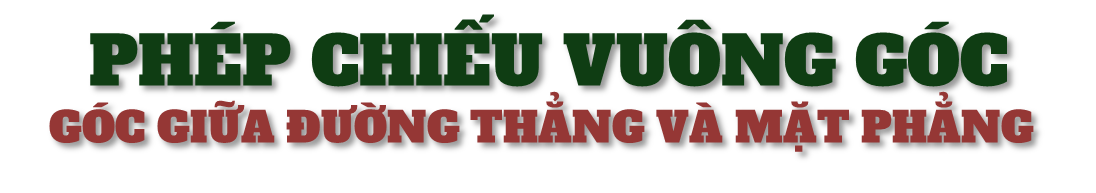 PHÉP CHIẾU VUÔNG GÓC
GÓC GIỮA ĐƯỜNG THẲNG VÀ MẶT PHẲNG